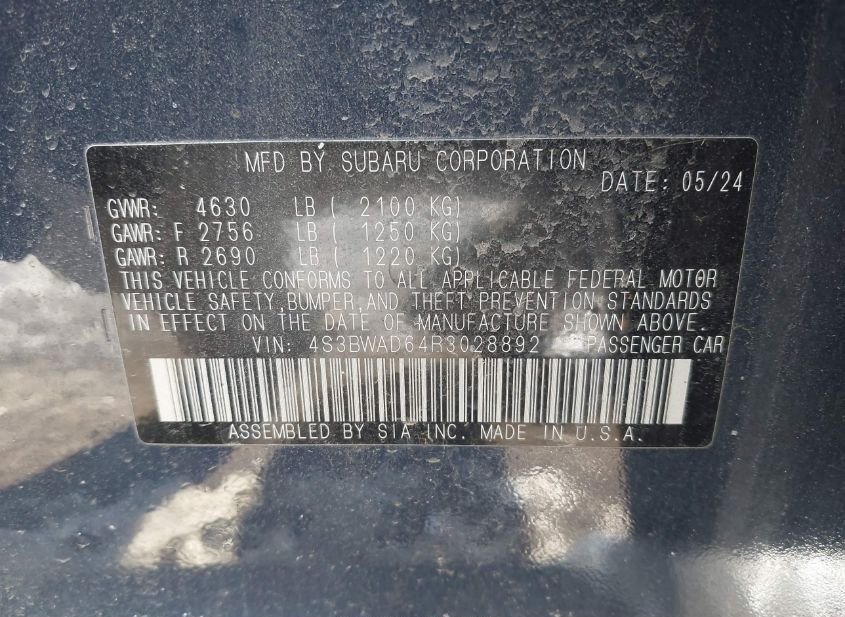 MFD BY SUBARU CORPORATION
DATE: 05/24
GVWR: 4630 LB ( 2100 KG)
GAWR: F 2756 LB ( 1250 KG)
GAWR: R 2690 LB ( 1220 KG)
THIS VEHICLE CONFORMS TO ALL APPLICABLE FEDERAL MOTOR
VEHICLE SAFETY,BUMPER,AND THEFT PREVENTION STANDARDS
IN EFFECT ON THE DATE OF MANUFACTURE SHOWN ABOVE.
VIN: 4S3BWAD64R3028892 PASSENGER CAR
ASSEMBLED BY SIA INC. MADE IN U.S.A.